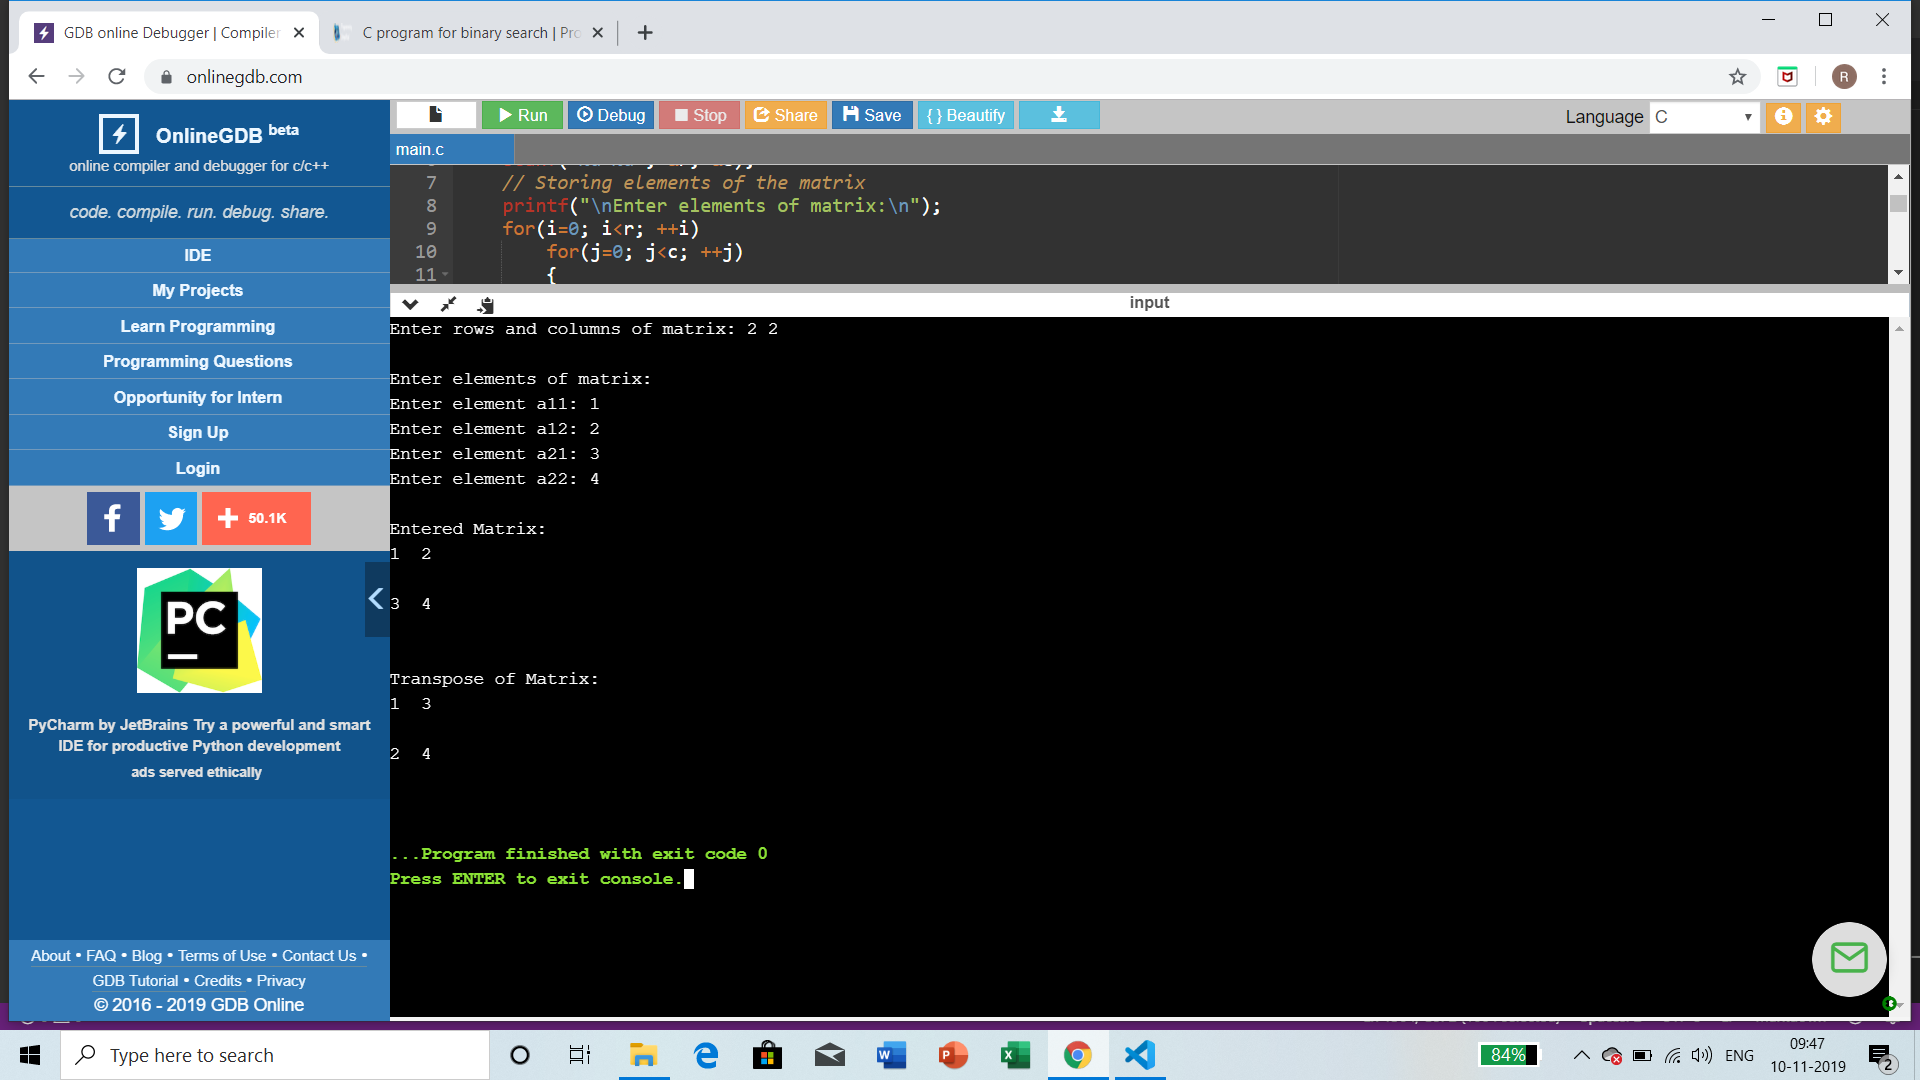 GDB online Debugger | Compiler
C program for binary search | Pro
onlinegdb.com
R
OnlineGDB beta
online compiler and debugger for c/c++
code. compile. run. debug. share.
IDE
My Projects
Learn Programming
Programming Questions
Opportunity for Intern
Sign Up
Login
50.1K
PC
PyCharm by JetBrains Try a powerful and smart
IDE for productive Python development
ads served ethically
About • FAQ • Blog • Terms of Use • Contact Us •
GDB Tutorial • Credits • Privacy
© 2016 - 2019 GDB Online
Run Debug Stop Share Save { } Beautify
Language C
main.c
7 // Storing elements of the matrix
8 printf("\nEnter elements of matrix:\n");
9 for(i=0; i<r; ++i)
10 for(j=0; j<c; ++j)
11 {
input
Enter rows and columns of matrix: 2 2
Enter elements of matrix:
Enter element a11: 1
Enter element a12: 2
Enter element a21: 3
Enter element a22: 4
Entered Matrix:
1 2
3 4
Transpose of Matrix:
1 3
2 4
...Program finished with exit code 0
Press ENTER to exit console.
Type here to search
84%
ENG
09:47
10-11-2019
2